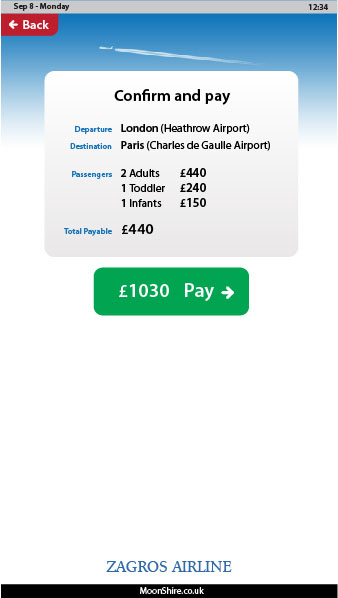 Sep 8 - Monday 12:34
Back
Confirm and pay
Departure London (Heathrow Airport)
Destination Paris (Charles de Gaulle Airport)
Passengers 2 Adults £440
1 Toddler £240
1 Infants £150
Total Payable £440
£1030 Pay
ZAGROS AIRLINE
MoonShire.co.uk